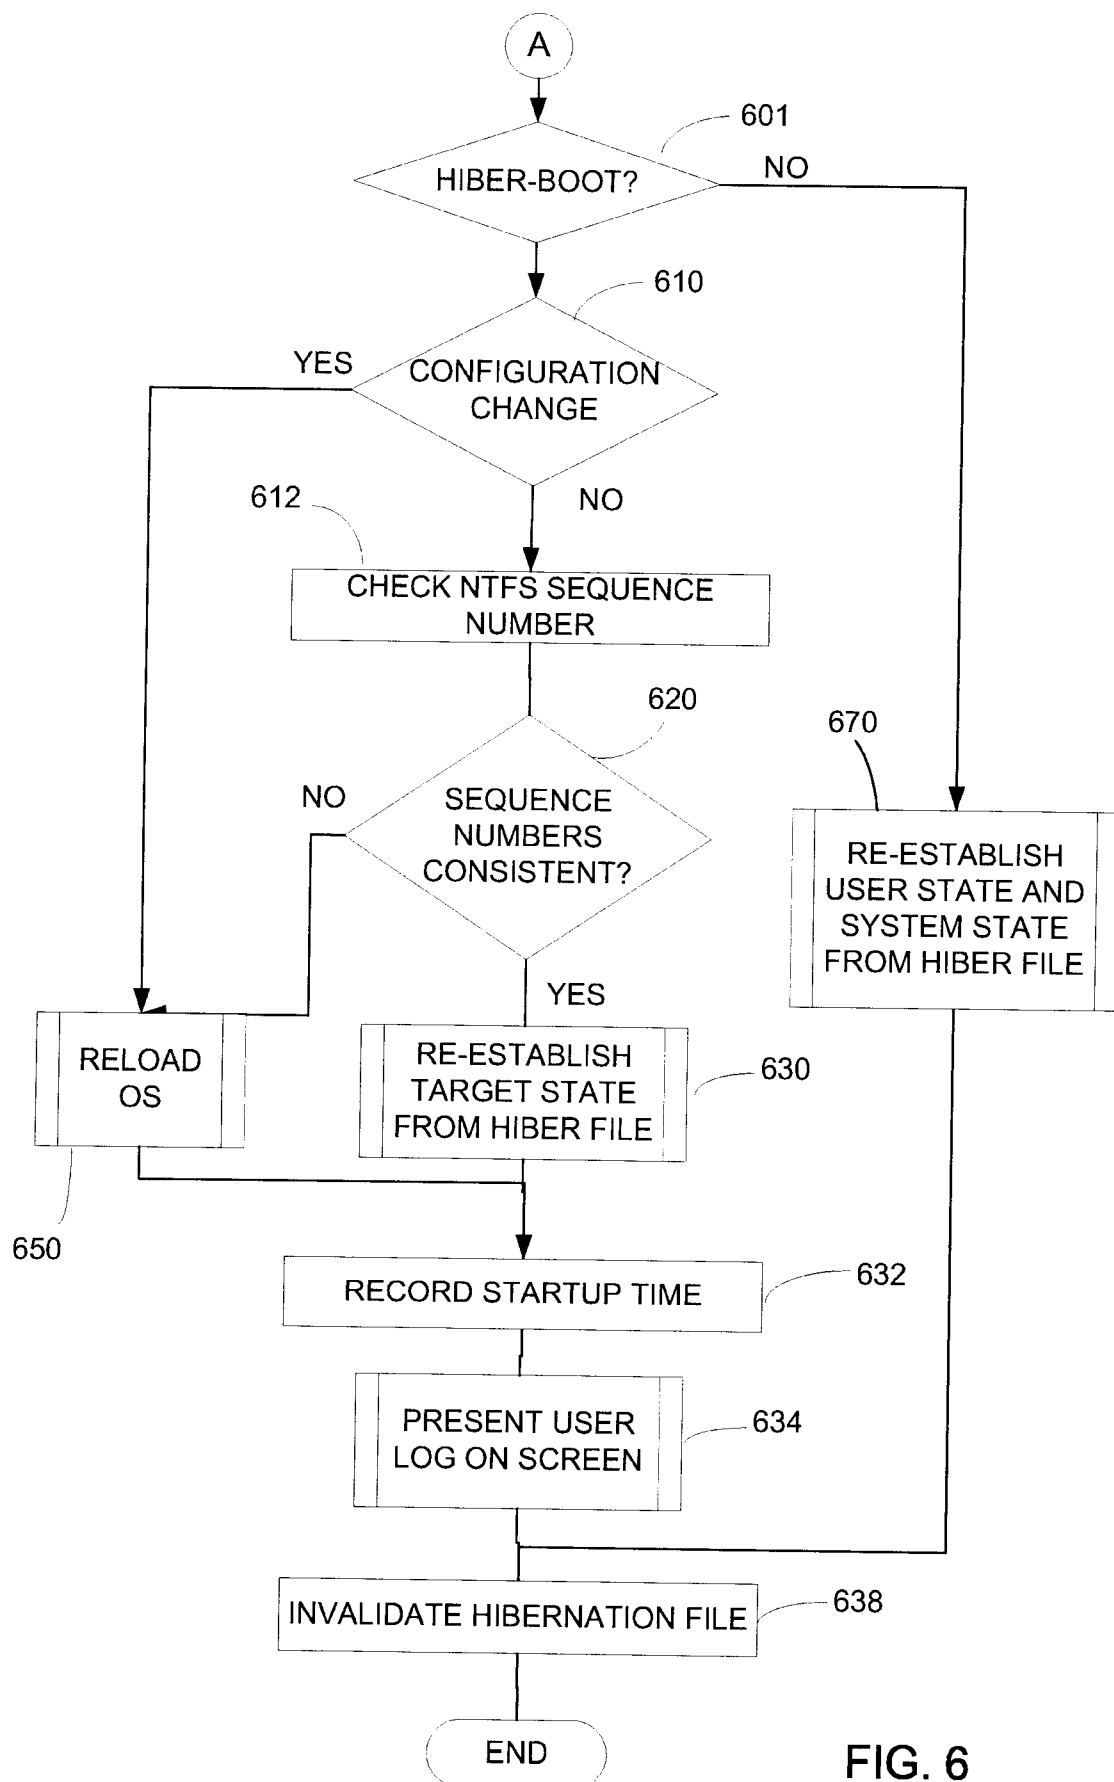 A
601
HIBER-BOOT?
NO
610
YES
CONFIGURATION
CHANGE
NO
612
CHECK NTFS SEQUENCE
NUMBER
620
670
NO
SEQUENCE
NUMBERS
CONSISTENT?
RE-ESTABLISH
USER STATE AND
SYSTEM STATE
FROM HIBER FILE
YES
RELOAD
OS
RE-ESTABLISH
TARGET STATE
FROM HIBER FILE
630
650
RECORD STARTUP TIME
632
PRESENT USER
LOG ON SCREEN
634
INVALIDATE HIBERNATION FILE
638
END
FIG. 6